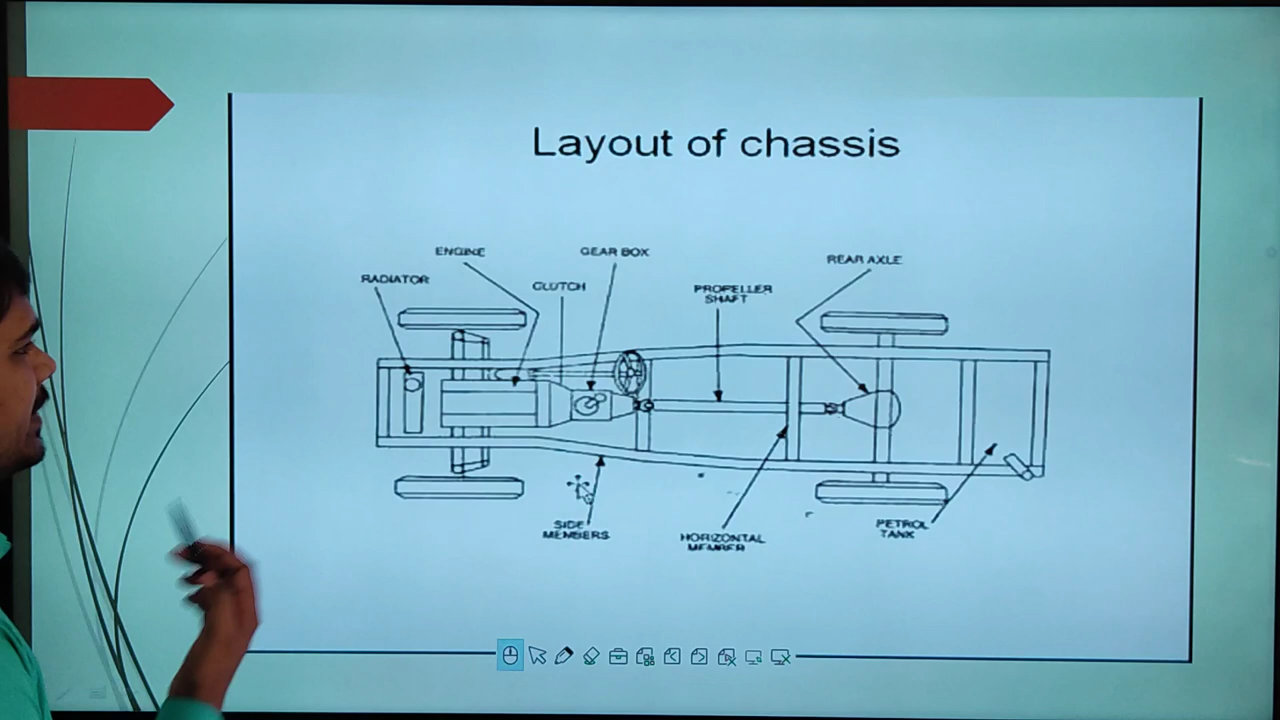 Layout of chassis
ENGINE
GEAR BOX
REAR AXLE
RADIATOR
CLUTCH
PROPELLER
SHAFT
SIDE
MEMBERS
HORIZONTAL
MEMBER
PETROL
TANK